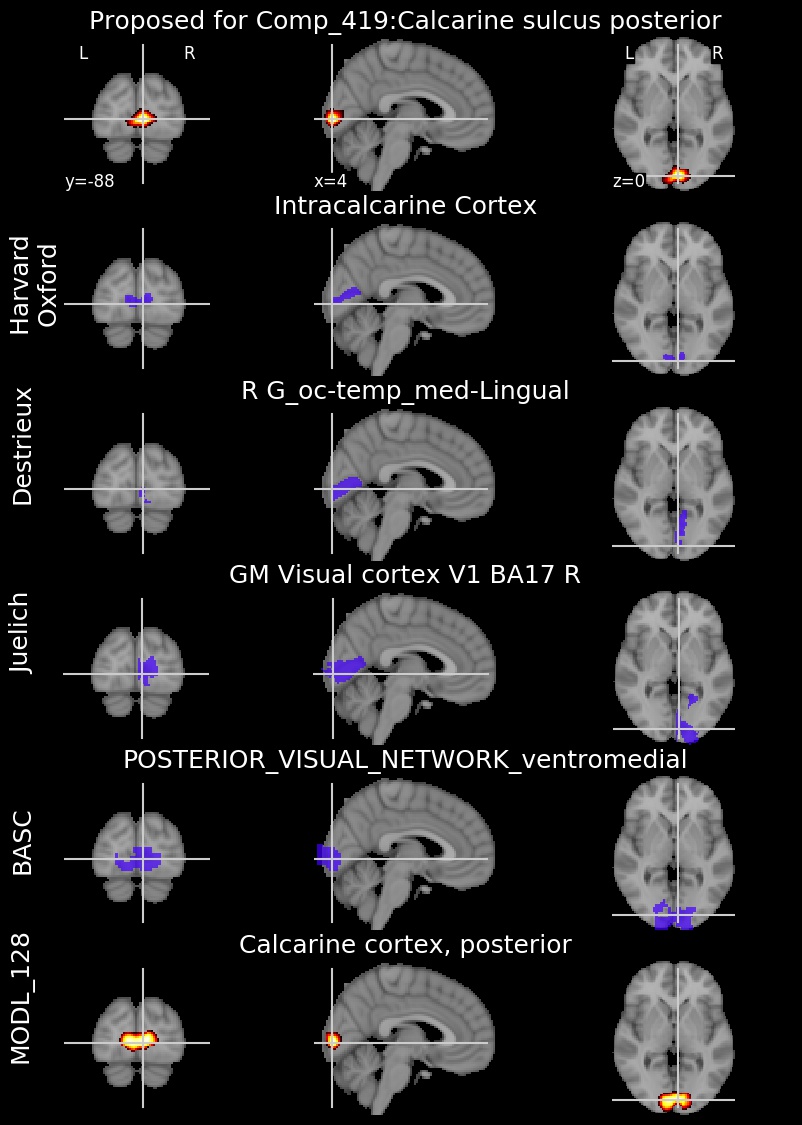 Proposed for Comp_419:Calcarine sulcus posterior
L R L R
y=-88 x=4 z=0
Intracalcarine Cortex
Harvard
Oxford
R G_oc-temp_med-Lingual
Destrieux
GM Visual cortex V1 BA17 R
Juelich
POSTERIOR_VISUAL_NETWORK_ventromedial
BASC
Calcarine cortex, posterior
MODL_128